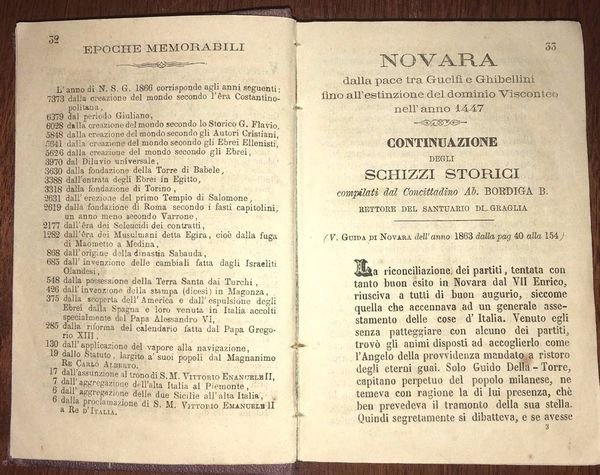 32
EPOCHE MEMORABILI
L'anno di N. S. G. 1866 corrisponde agli anni seguenti:
7373 dalla creazione del mondo secondo l'êra Costantino-
politana,
6379 dal periodo Giuliano,
6028 dalla creazione del mondo secondo lo Storico G. Flavio,
5848 dalla creazione del mondo secondo gli Autori Cristiani,
5641 dalla creazione del mondo secondo gli Ebrei Ellenisti,
5626 dalla creazione del mondo secondo gli Ebrei,
3970 dal Diluvio universale,
3630 dalla fondazione della Torre di Babele,
3388 dall'entrata degli Ebrei in Egitto,
3318 dalla fondazione di Torino,
2631 dall'erezione del primo Tempio di Salomone,
2619 dalla fondazione di Roma secondo i fasti capitolini,
un anno meno secondo Varrone,
2177 dall'êra dei Seleucidi dei contratti,
1282 dall'êra dei Musulmani detta Egira, cioè dalla fuga
di Maometto a Medina,
868 dall'origine della dinastia Sabauda,
685 dall'invenzione delle cambiali fatta dagli Israeliti
Olandesi,
548 dalla possessione della Terra Santa dai Turchi,
426 dall'invenzione della stampa (diesi) in Magonza,
375 dalla scoperta dell'America e dall'espulsione degli
Ebrei dalla Spagna e loro venuta in Italia accolti
specialmente dal Papa Alessandro VI,
285 dalla riforma del calendario fatta dal Papa Grego-
rio XIII,
130 dall'applicazione del vapore alla navigazione,
19 dallo Statuto, largito a' suoi popoli dal Magnanimo
RE CARLO ALBERTO.
17 dall'assunzione al trono di S. M. VITTORIO EMANUELE II,
7 dall'aggregazione dell'alta Italia al Piemonte,
6 dall'aggregazione delle due Sicilie all'alta Italia,
6 dalla proclamazione di S. M. VITTORIO EMANUELE II
A RE D'ITALIA.
33
NOVARA
dalla pace tra Guelfi e Ghibellini
fino all'estinzione del dominio Visconteo
nell'anno 1447
CONTINUAZIONE
DEGLI
SCHIZZI STORICI
compilati dal Concittadino Ab. BORDIGA B.
RETTORE DEL SANTUARIO DI GRAGLIA
(V. GUIDA DI NOVARA dell'anno 1863 dalla pag 40 alla 154)
La riconciliazione dei partiti, tentata con
tanto buon esito in Novara dal VII Enrico,
riusciva a tutti di buon augurio, siccome
quella che accennava ad un generale asse-
stamento delle cose d'Italia. Venuto egli
senza patteggiare con alcuno dei partiti,
trovò gli animi disposti ad accoglierlo come
l'Angelo della provvidenza mandato a ristoro
degli eterni guai. Solo Guido Della-Torre,
capitano perpetuo del popolo milanese, ne
temeva con ragione la di lui presenza, chè
ben prevedeva il tramonto della sua stella.
Quindi segretamente si dibatteva, e se avesse
3